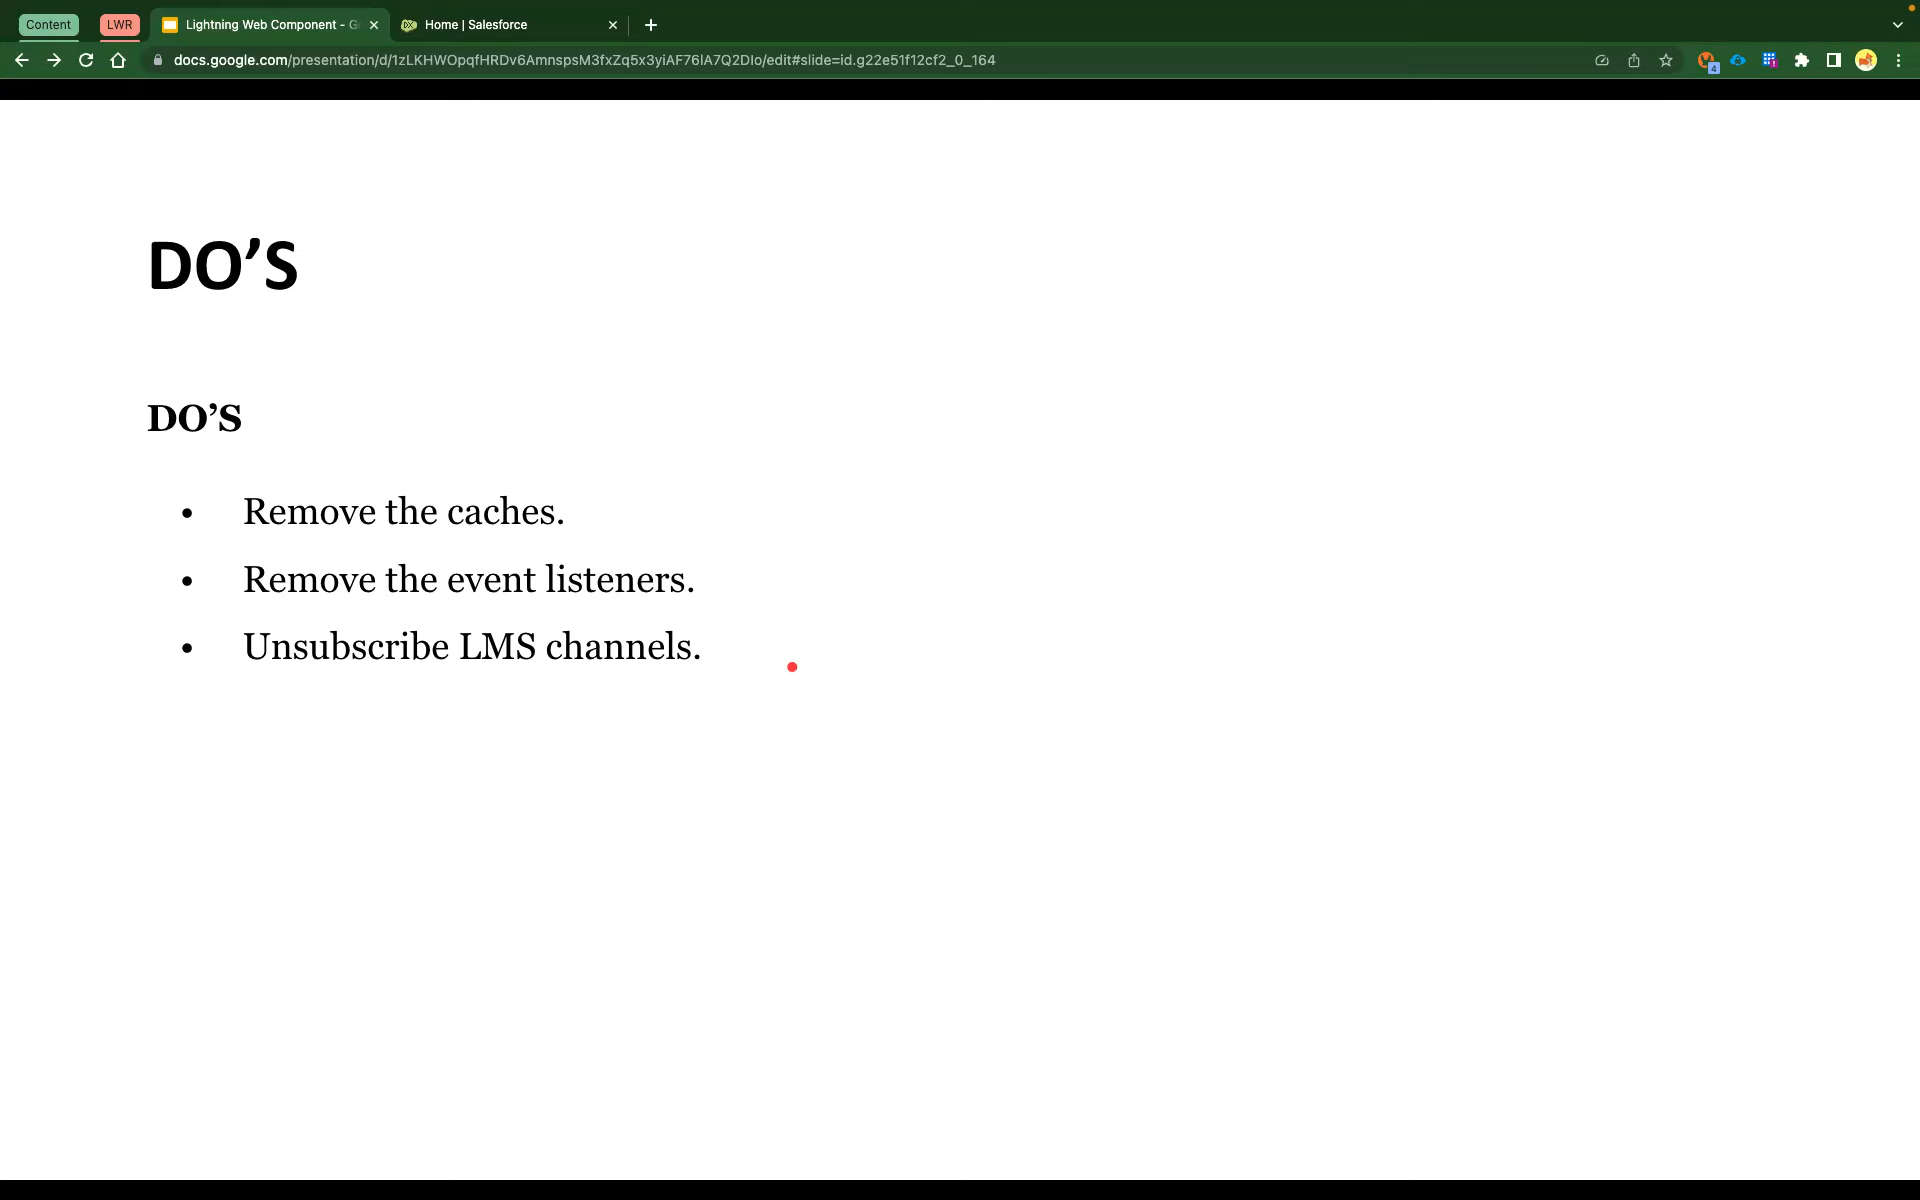 Content
LWR
Lightning Web Component - G
Home | Salesforce
docs.google.com/presentation/d/1zLKHWOpqfHRDv6AmnspsM3fxZq5x3yiAF76lA7Q2DIo/edit#slide=id.g22e51f12cf2_0_164
4
DO’S
DO’S
• Remove the caches.
• Remove the event listeners.
• Unsubscribe LMS channels.